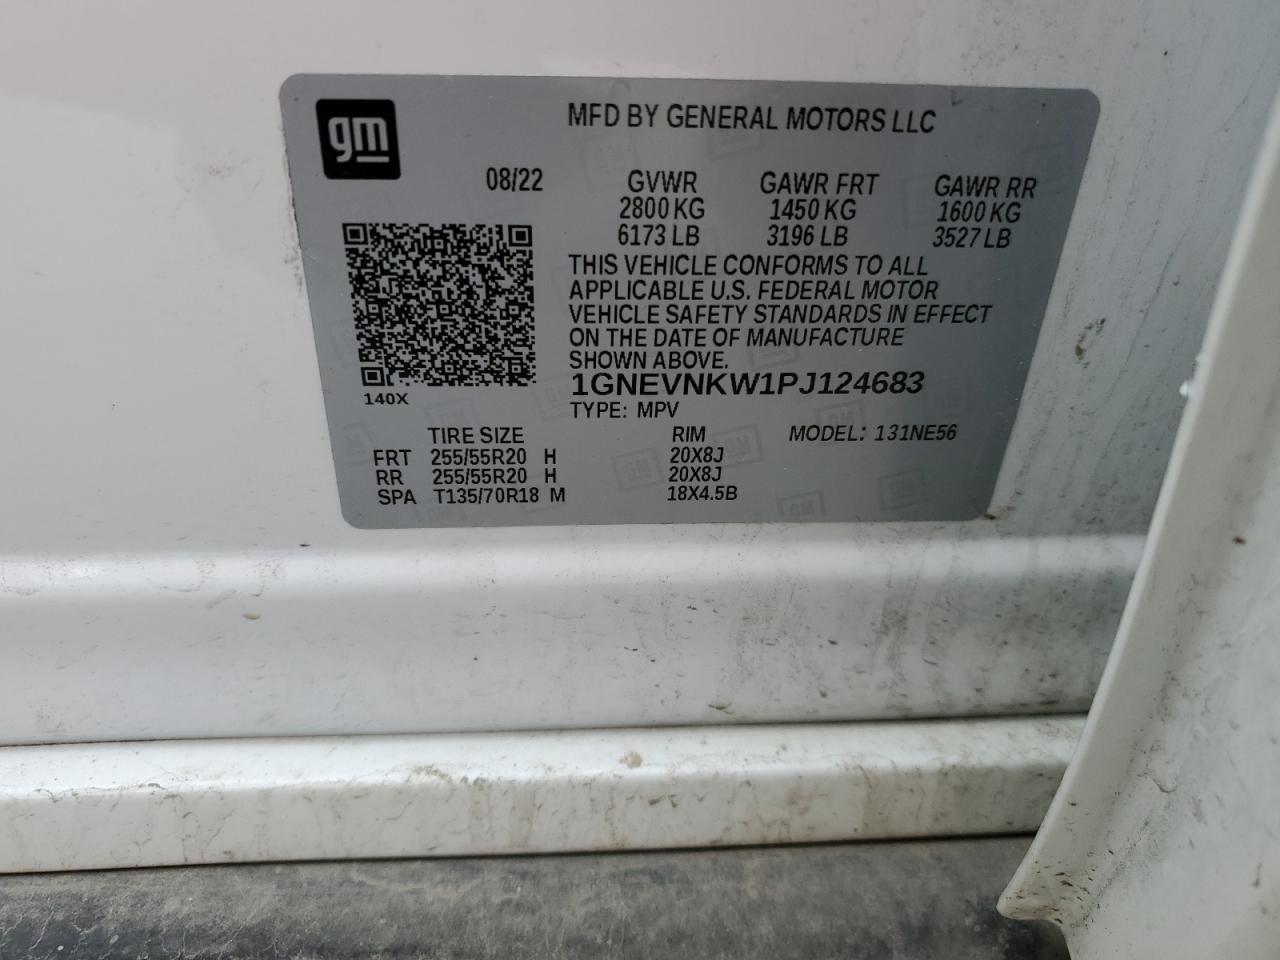 gm
MFD BY GENERAL MOTORS LLC
08/22 GVWR GAWR FRT GAWR RR
2800 KG 1450 KG 1600 KG
6173 LB 3196 LB 3527 LB
THIS VEHICLE CONFORMS TO ALL
APPLICABLE U.S. FEDERAL MOTOR
VEHICLE SAFETY STANDARDS IN EFFECT
ON THE DATE OF MANUFACTURE
SHOWN ABOVE.
1GNEVNKW1PJ124683
140X
TYPE: MPV
TIRE SIZE RIM MODEL: 131NE56
FRT 255/55R20 H 20X8J
RR 255/55R20 H 20X8J
SPA T135/70R18 M 18X4.5B